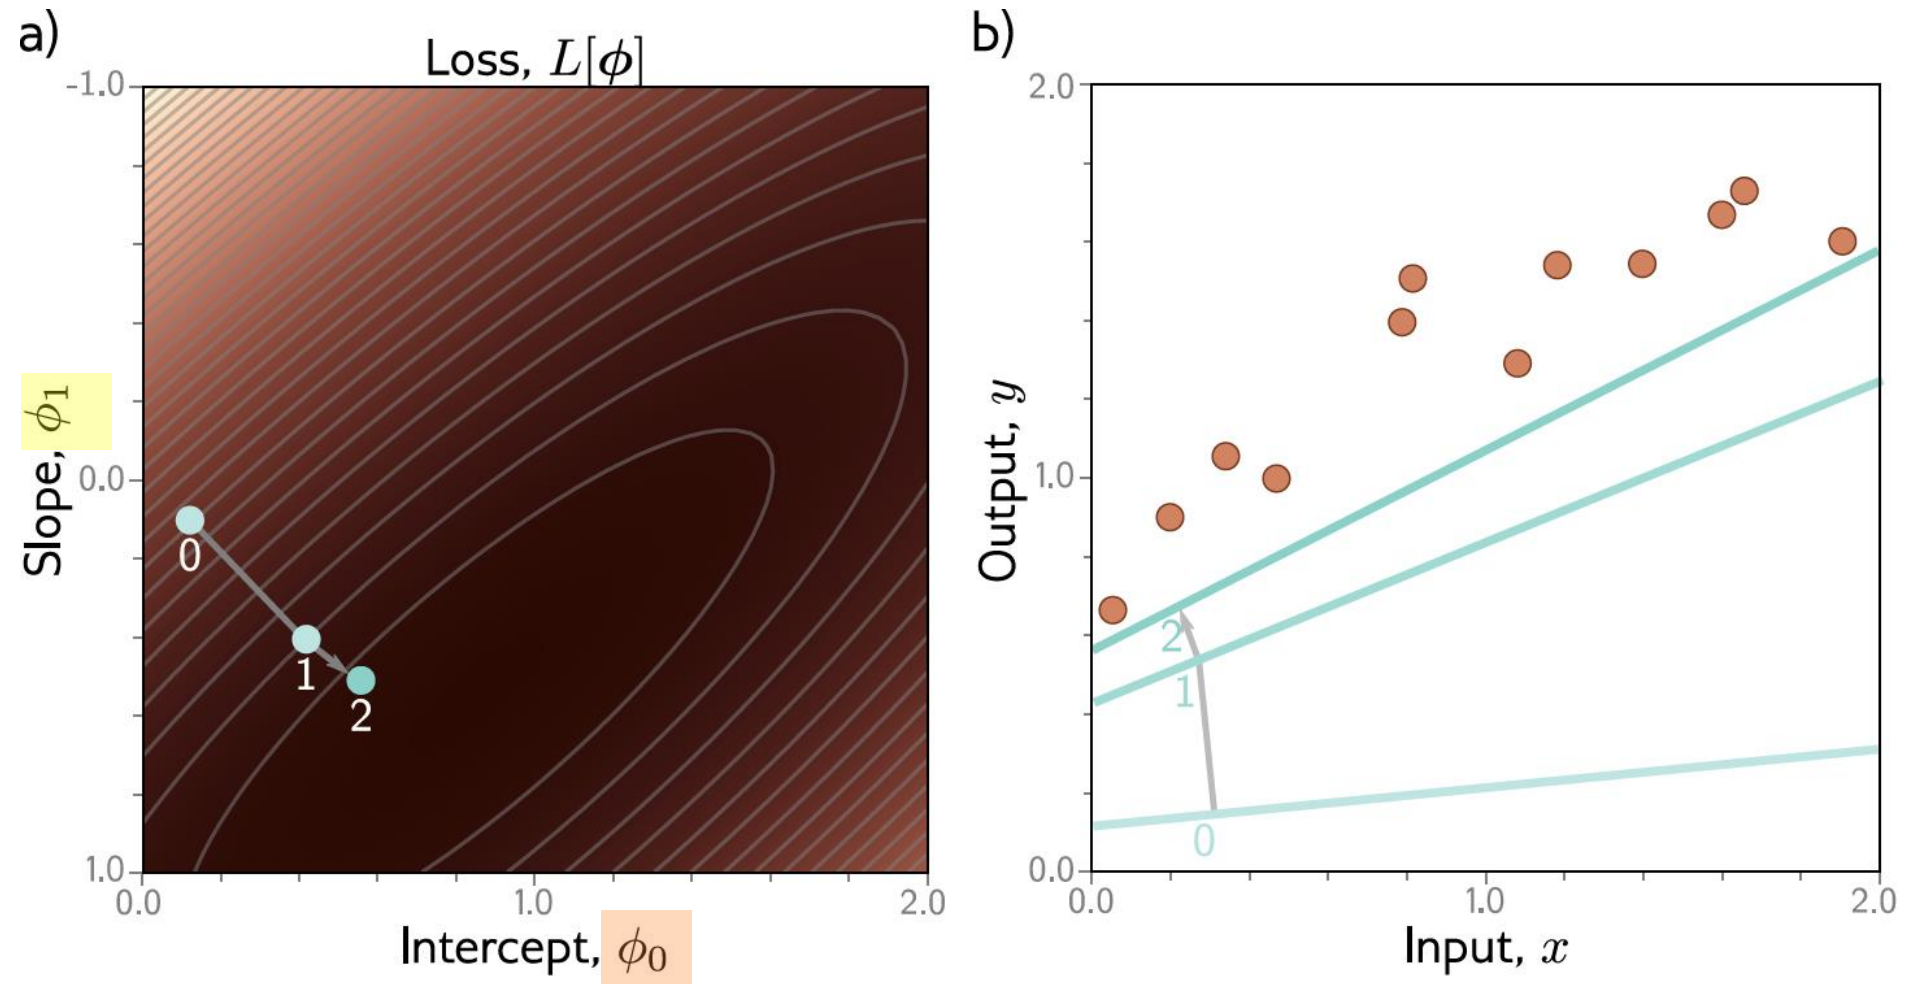 a)
Loss, L[ϕ]
-1.0
0.0
1.0
Slope, ϕ₁
0
1
2
0.0
1.0
2.0
Intercept, ϕ₀
b)
2.0
1.0
0.0
Output, y
2
1
0
0.0
1.0
2.0
Input, x